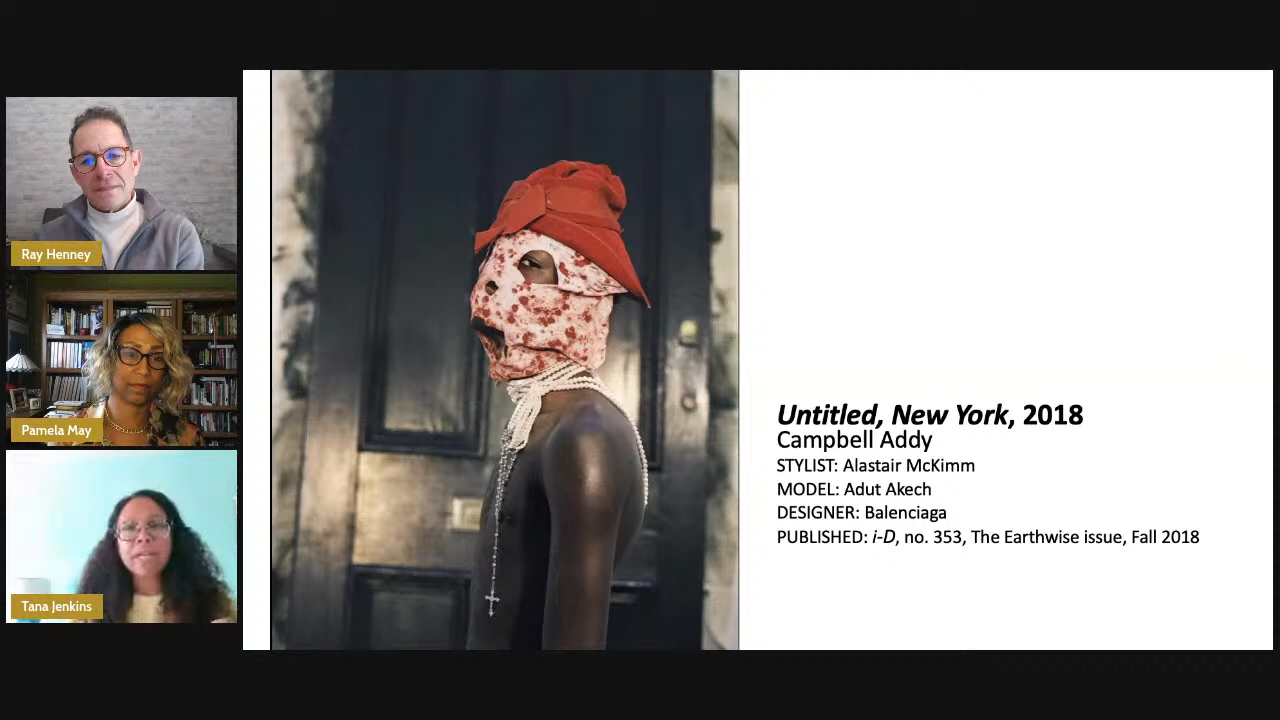 Ray Henney
Pamela May
Tana Jenkins
Untitled, New York, 2018
Campbell Addy
STYLIST: Alastair McKimm
MODEL: Adut Akech
DESIGNER: Balenciaga
PUBLISHED: i-D, no. 353, The Earthwise issue, Fall 2018